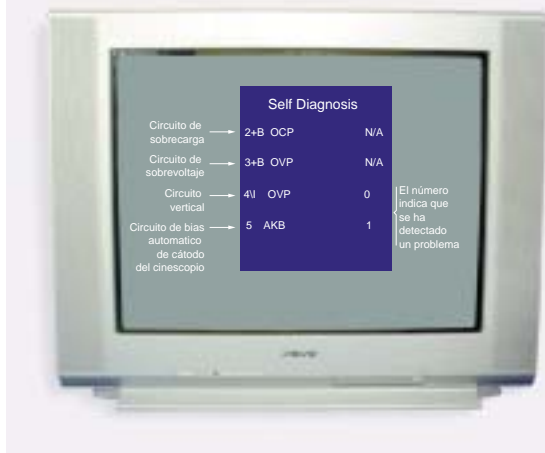 Self Diagnosis
Circuito de
sobrecarga
2+B OCP N/A
Circuito de
sobrevoltaje
3+B OVP N/A
Circuito
vertical
4\I OVP 0
Circuito de bias
automatico
de cátodo
del cinescopio
5 AKB 1
El número
indica que
se ha
detectado
un problema